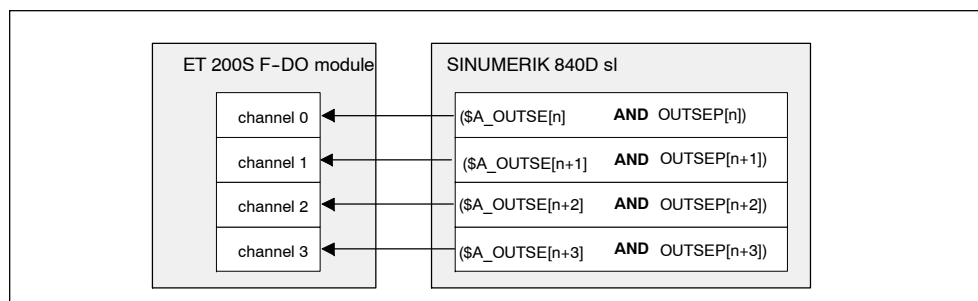 ET 200S F-DO module
SINUMERIK 840D sl
channel 0
($A_OUTSE[n] AND OUTSEP[n])
channel 1
($A_OUTSE[n+1] AND OUTSEP[n+1])
channel 2
($A_OUTSE[n+2] AND OUTSEP[n+2])
channel 3
($A_OUTSE[n+3] AND OUTSEP[n+3])